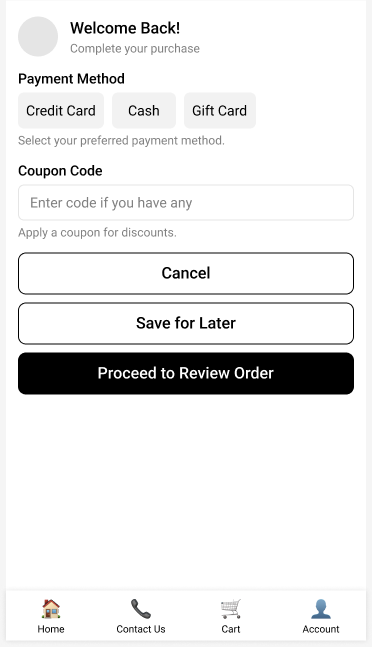 Welcome Back!
Complete your purchase
Payment Method
Credit Card Cash Gift Card
Select your preferred payment method.
Coupon Code
Enter code if you have any
Apply a coupon for discounts.
Cancel
Save for Later
Proceed to Review Order
Home Contact Us Cart Account